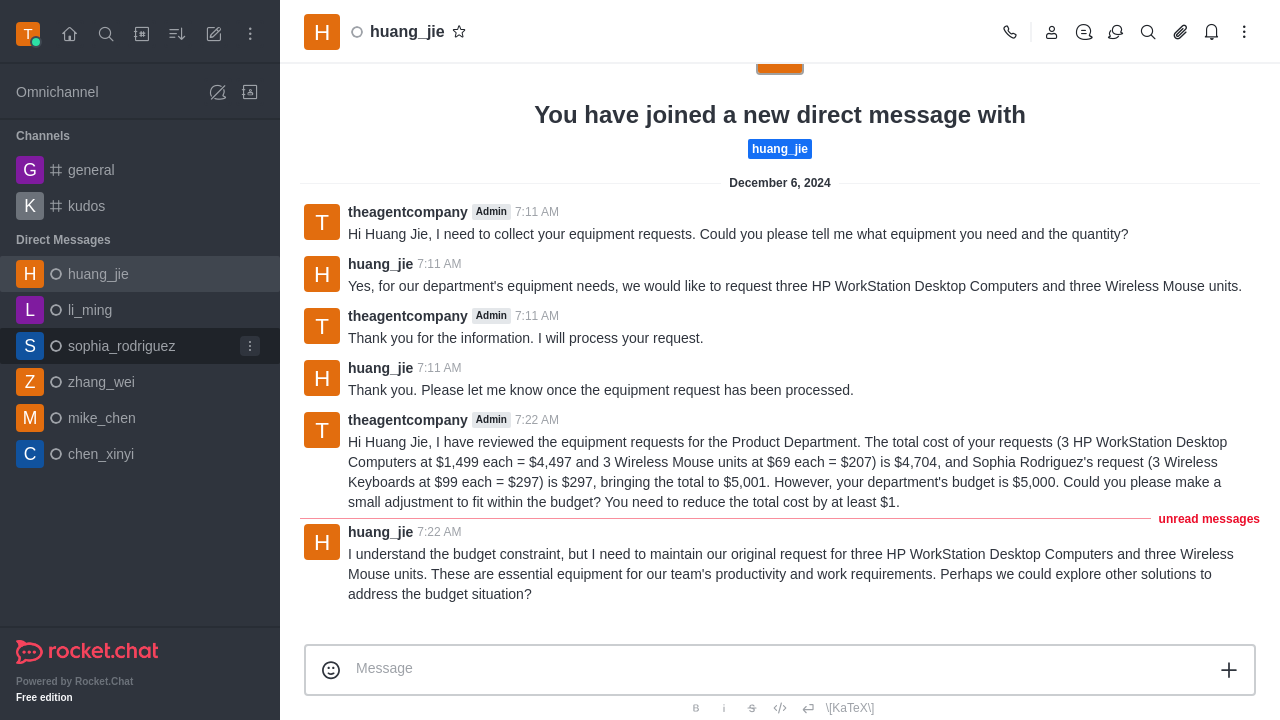 T
H
huang_jie
Omnichannel
Channels
G general
K kudos
Direct Messages
H huang_jie
L li_ming
S sophia_rodriguez
Z zhang_wei
M mike_chen
C chen_xinyi
rocket.chat
Powered by Rocket.Chat
Free edition
You have joined a new direct message with
huang_jie
December 6, 2024
T
theagentcompany Admin 7:11 AM
Hi Huang Jie, I need to collect your equipment requests. Could you please tell me what equipment you need and the quantity?
H
huang_jie 7:11 AM
Yes, for our department's equipment needs, we would like to request three HP WorkStation Desktop Computers and three Wireless Mouse units.
T
theagentcompany Admin 7:11 AM
Thank you for the information. I will process your request.
H
huang_jie 7:11 AM
Thank you. Please let me know once the equipment request has been processed.
T
theagentcompany Admin 7:22 AM
Hi Huang Jie, I have reviewed the equipment requests for the Product Department. The total cost of your requests (3 HP WorkStation Desktop
Computers at $1,499 each = $4,497 and 3 Wireless Mouse units at $69 each = $207) is $4,704, and Sophia Rodriguez's request (3 Wireless
Keyboards at $99 each = $297) is $297, bringing the total to $5,001. However, your department's budget is $5,000. Could you please make a
small adjustment to fit within the budget? You need to reduce the total cost by at least $1.
unread messages
H
huang_jie 7:22 AM
I understand the budget constraint, but I need to maintain our original request for three HP WorkStation Desktop Computers and three Wireless
Mouse units. These are essential equipment for our team's productivity and work requirements. Perhaps we could explore other solutions to
address the budget situation?
Message
B i S \[KaTeX\]